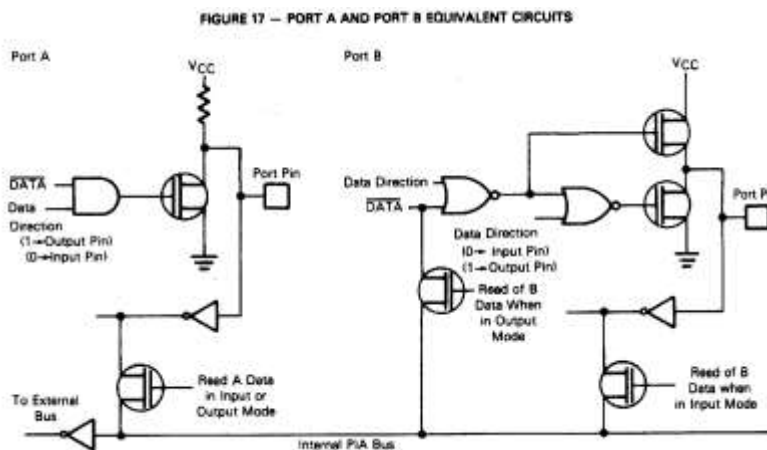 FIGURE 17 — PORT A AND PORT B EQUIVALENT CIRCUITS
Port A
VCC
Port Pin
DATA
Data
Direction
(1→Output Pin)
(0→Input Pin)
Read A Data
in Input or
Output Mode
To External
Bus
Internal PIA Bus
Port B
VCC
Data Direction
DATA
Port P
Data Direction
(0← Input Pin)
(1→Output Pin)
Read of B
Data When
in Output
Mode
Read of B
Data when
in Input Mode